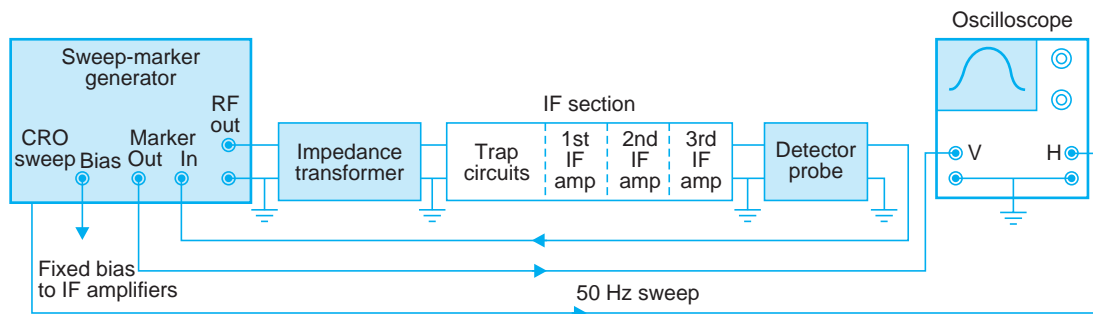 Oscilloscope
Sweep-marker
generator
RF
out
CRO
sweep
Bias
Marker
Out In
Impedance
transformer
IF section
Trap
circuits
1st
IF
amp
2nd
IF
amp
3rd
IF
amp
Detector
probe
V
H
Fixed bias
to IF amplifiers
50 Hz sweep